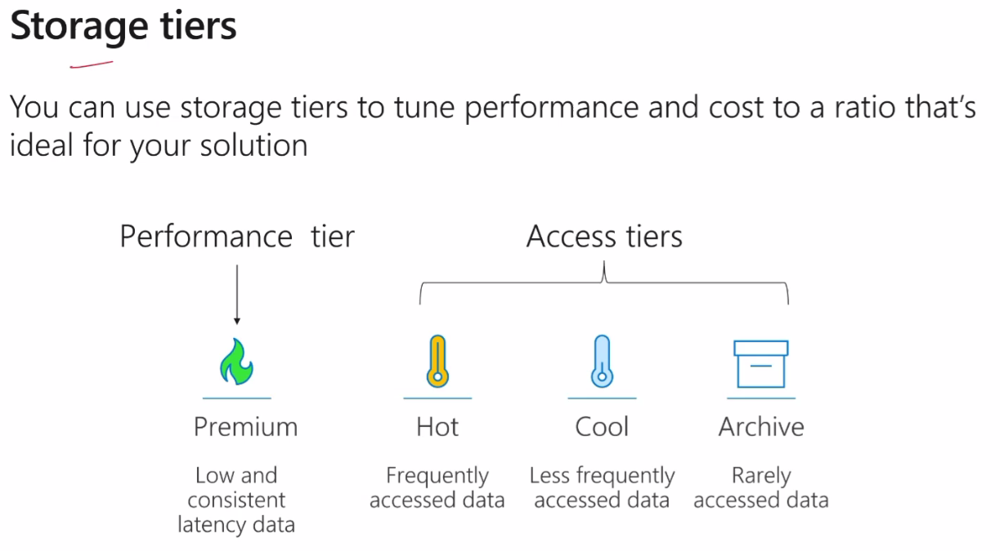 Storage tiers
You can use storage tiers to tune performance and cost to a ratio that's
ideal for your solution
Performance tier
Access tiers
Premium
Hot
Cool
Archive
Low and
consistent
latency data
Frequently
accessed data
Less frequently
accessed data
Rarely
accessed data